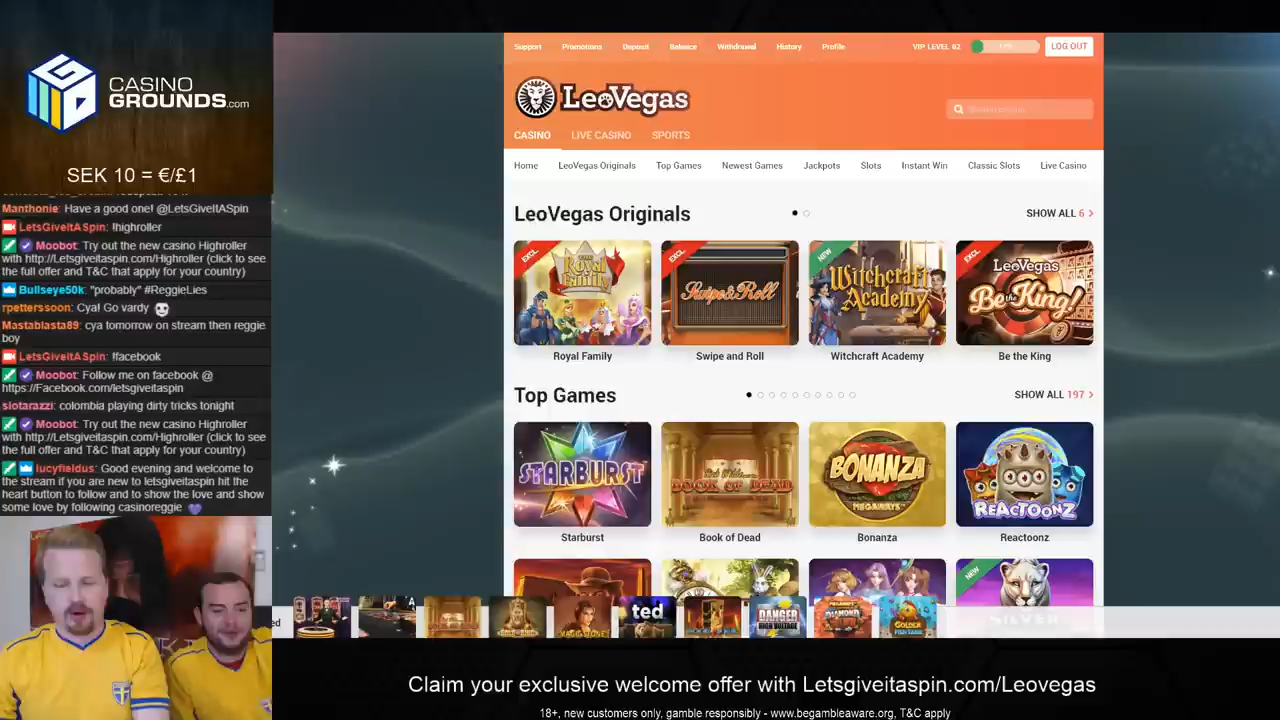 CASINO
GROUNDS.com
SEK 10 = €/£1
Manthonie: Have a good one! @LetsGiveItASpin
LetsGiveItASpin: !highroller
Moobot: Try out the new casino Highroller
with http://Letsgiveitaspin.com/Highroller (click to see
the full offer and T&C that apply for your country)
Bullseye50k: "probably" #ReggieLies
rpetterssoon: Cya! Go vardy
Mastablasta89: cya tomorrow on stream then reggie
boy
LetsGiveItASpin: !facebook
Moobot: Follow me on facebook @
https://Facebook.com/letsgiveitaspin
slotarazzi: colombia playing dirty tricks tonight
Moobot: Try out the new casino Highroller
with http://Letsgiveitaspin.com/Highroller (click to see
the full offer and T&C that apply for your country)
lucyfieldus: Good evening and welcome to
the stream if you are new to letsgiveitaspin hit the
heart button to follow and to show the love and show
some love by following casinoreggie
Support Promotions Deposit Balance Withdrawal History Profile VIP LEVEL 62 LOG OUT
LeoVegas
CASINO LIVE CASINO SPORTS
Home LeoVegas Originals Top Games Newest Games Jackpots Slots Instant Win Classic Slots Live Casino
LeoVegas Originals SHOW ALL 6 >
EXCL The Royal Family
EXCL Swipe & Roll
NEW Witchcraft Academy
EXCL LeoVegas Be the King!
Royal Family Swipe and Roll Witchcraft Academy Be the King
Top Games SHOW ALL 197 >
STARBURST
BOOK OF DEAD
BONANZA MEGAWAYS
REACTOONZ
Starburst Book of Dead Bonanza Reactoonz
NEW
SILVER
ted
DANGER HIGH VOLTAGE
DIAMOND
GOLDEN
Claim your exclusive welcome offer with Letsgiveitaspin.com/Leovegas
18+, new customers only, gamble responsibly - www.begambleaware.org, T&C apply